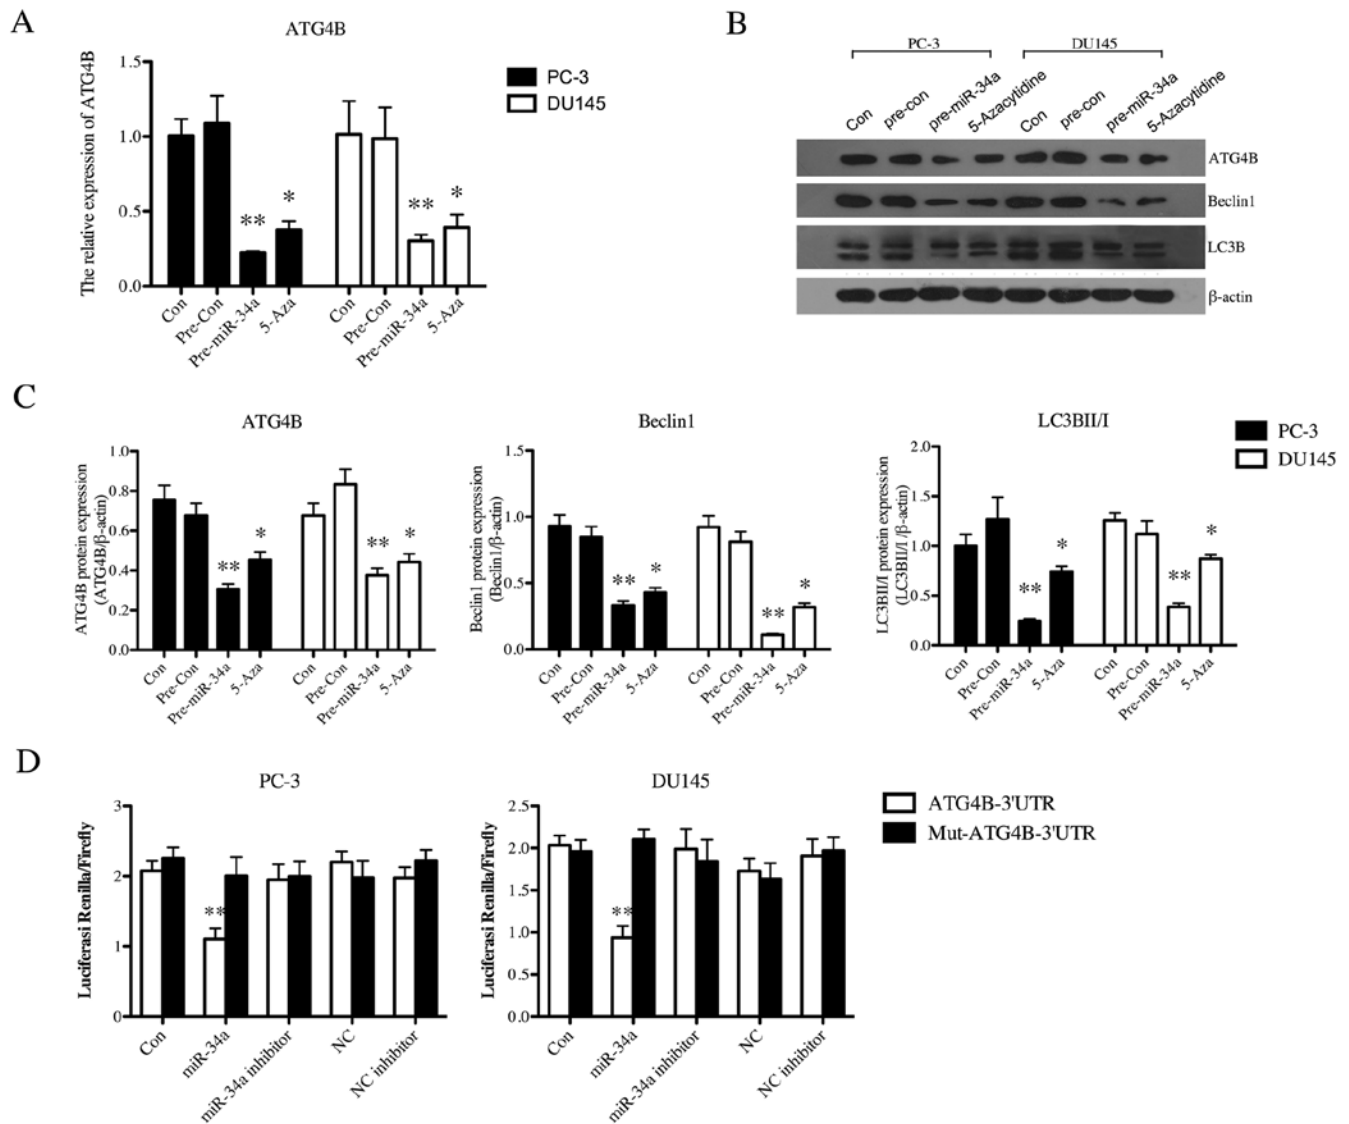 A
ATG4B
The relative expression of ATG4B
1.5
1.0
0.5
0.0
**
*
**
*
Con
Pre-Con
Pre-miR-34a
5-Aza
Con
Pre-Con
Pre-miR-34a
5-Aza
PC-3
DU145
B
PC-3
DU145
Con
pre-con
pre-miR-34a
5-Azacytidine
Con
pre-con
pre-miR-34a
5-Azacytidine
ATG4B
Beclin1
LC3B
β-actin
C
ATG4B
ATG4B protein expression
(ATG4B/β-actin)
1.0
0.8
0.6
0.4
0.2
0.0
**
*
**
*
Con
Pre-Con
Pre-miR-34a
5-Aza
Con
Pre-Con
Pre-miR-34a
5-Aza
Beclin1
Beclin1 protein expression
(Beclin1/β-actin)
1.5
1.0
0.5
0.0
**
*
**
*
Con
Pre-Con
Pre-miR-34a
5-Aza
Con
Pre-Con
Pre-miR-34a
5-Aza
LC3BII/I
LC3BII/I protein expression
(LC3BII/I /β-actin)
2.0
1.5
1.0
0.5
0.0
**
*
**
*
Con
Pre-Con
Pre-miR-34a
5-Aza
Con
Pre-Con
Pre-miR-34a
5-Aza
PC-3
DU145
D
PC-3
Luciferasi Renilla/Firefly
3
2
1
0
**
Con
miR-34a
miR-34a inhibitor
NC
NC inhibitor
DU145
Luciferasi Renilla/Firefly
2.5
2.0
1.5
1.0
0.5
0.0
**
Con
miR-34a
miR-34a inhibitor
NC
NC inhibitor
ATG4B-3'UTR
Mut-ATG4B-3'UTR